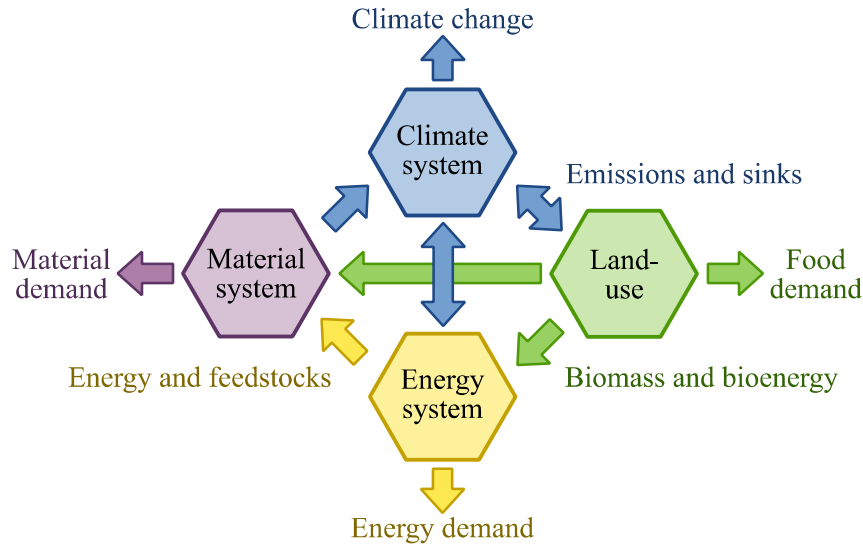 Climate change
Climate
system
Emissions and sinks
Material
demand
Material
system
Land-
use
Food
demand
Energy and feedstocks
Energy
system
Biomass and bioenergy
Energy demand